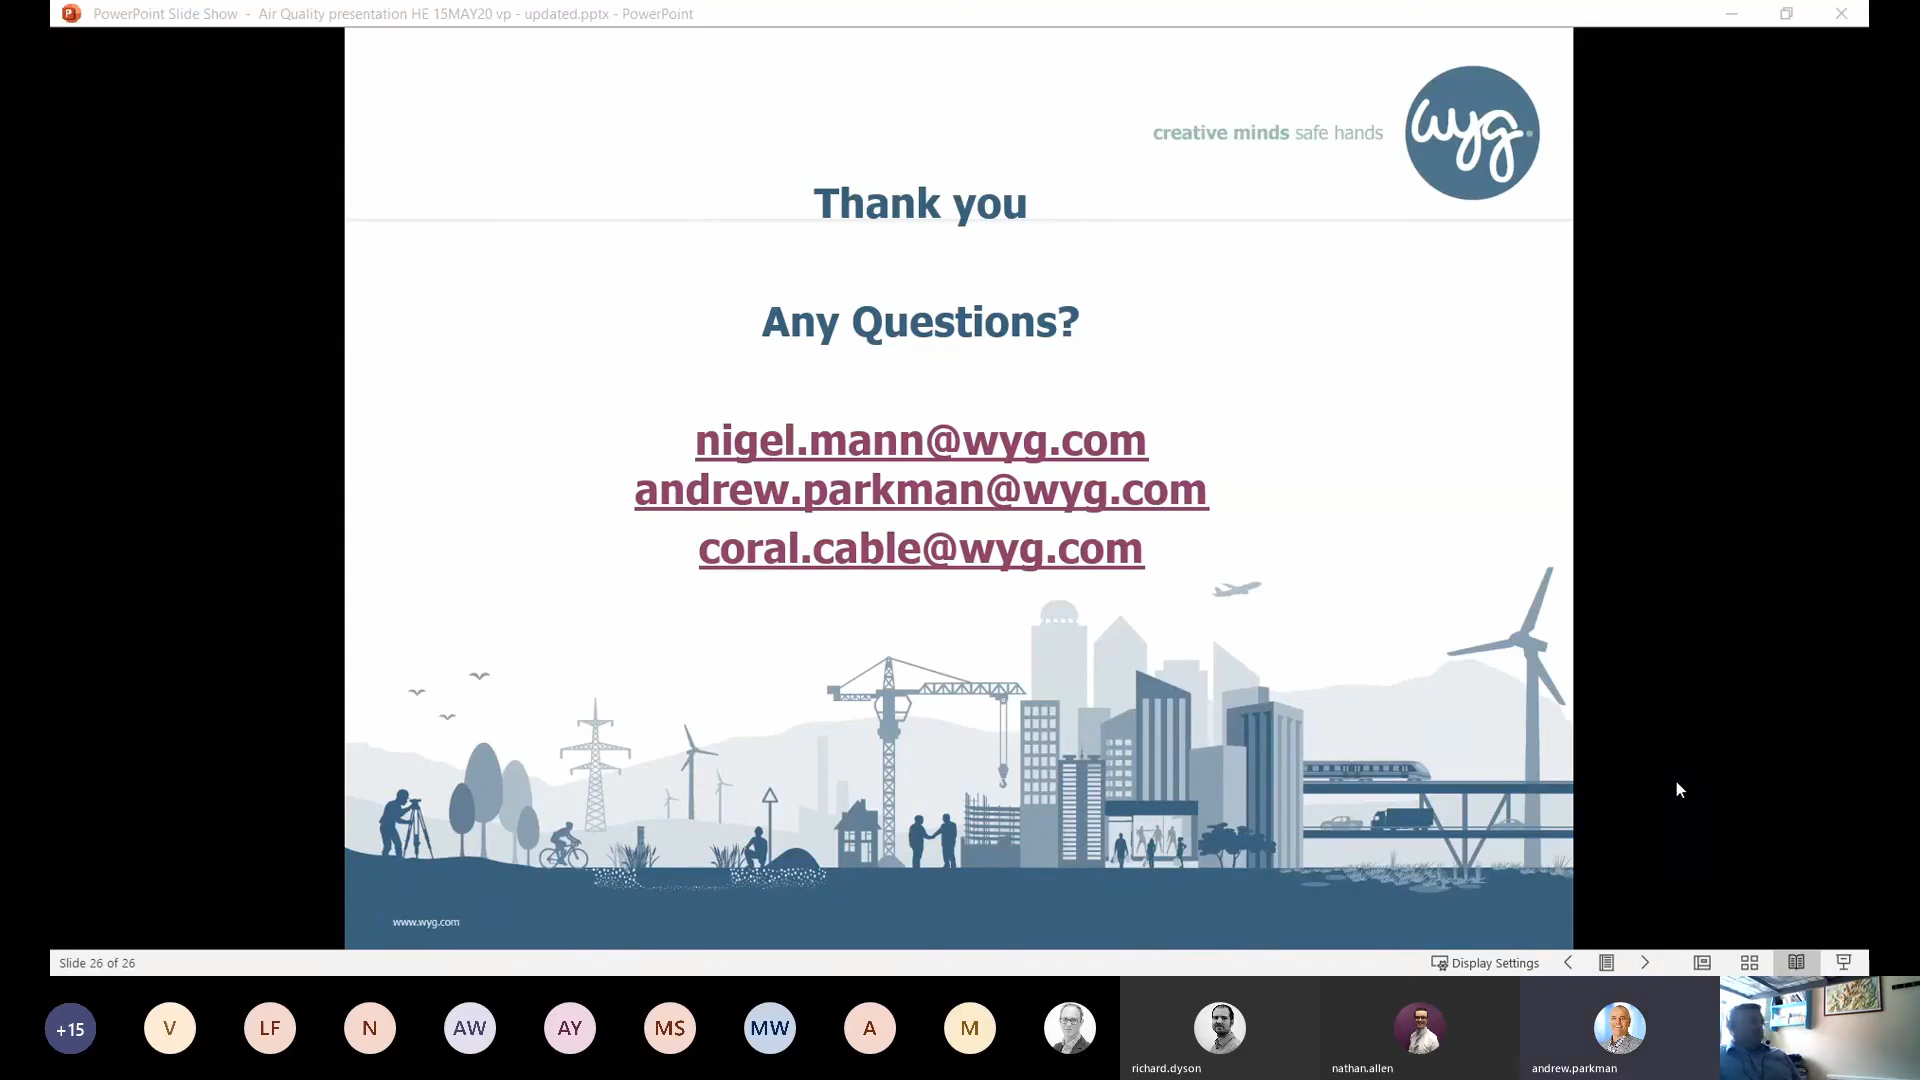 PowerPoint Slide Show - Air Quality presentation HE 15MAY20 vp - updated.pptx - PowerPoint
creative minds safe hands
wyg.
Thank you
Any Questions?
nigel.mann@wyg.com
andrew.parkman@wyg.com
coral.cable@wyg.com
www.wyg.com
Slide 26 of 26
Display Settings
+15
V
LF
N
AW
AY
MS
MW
A
M
richard.dyson
nathan.allen
andrew.parkman